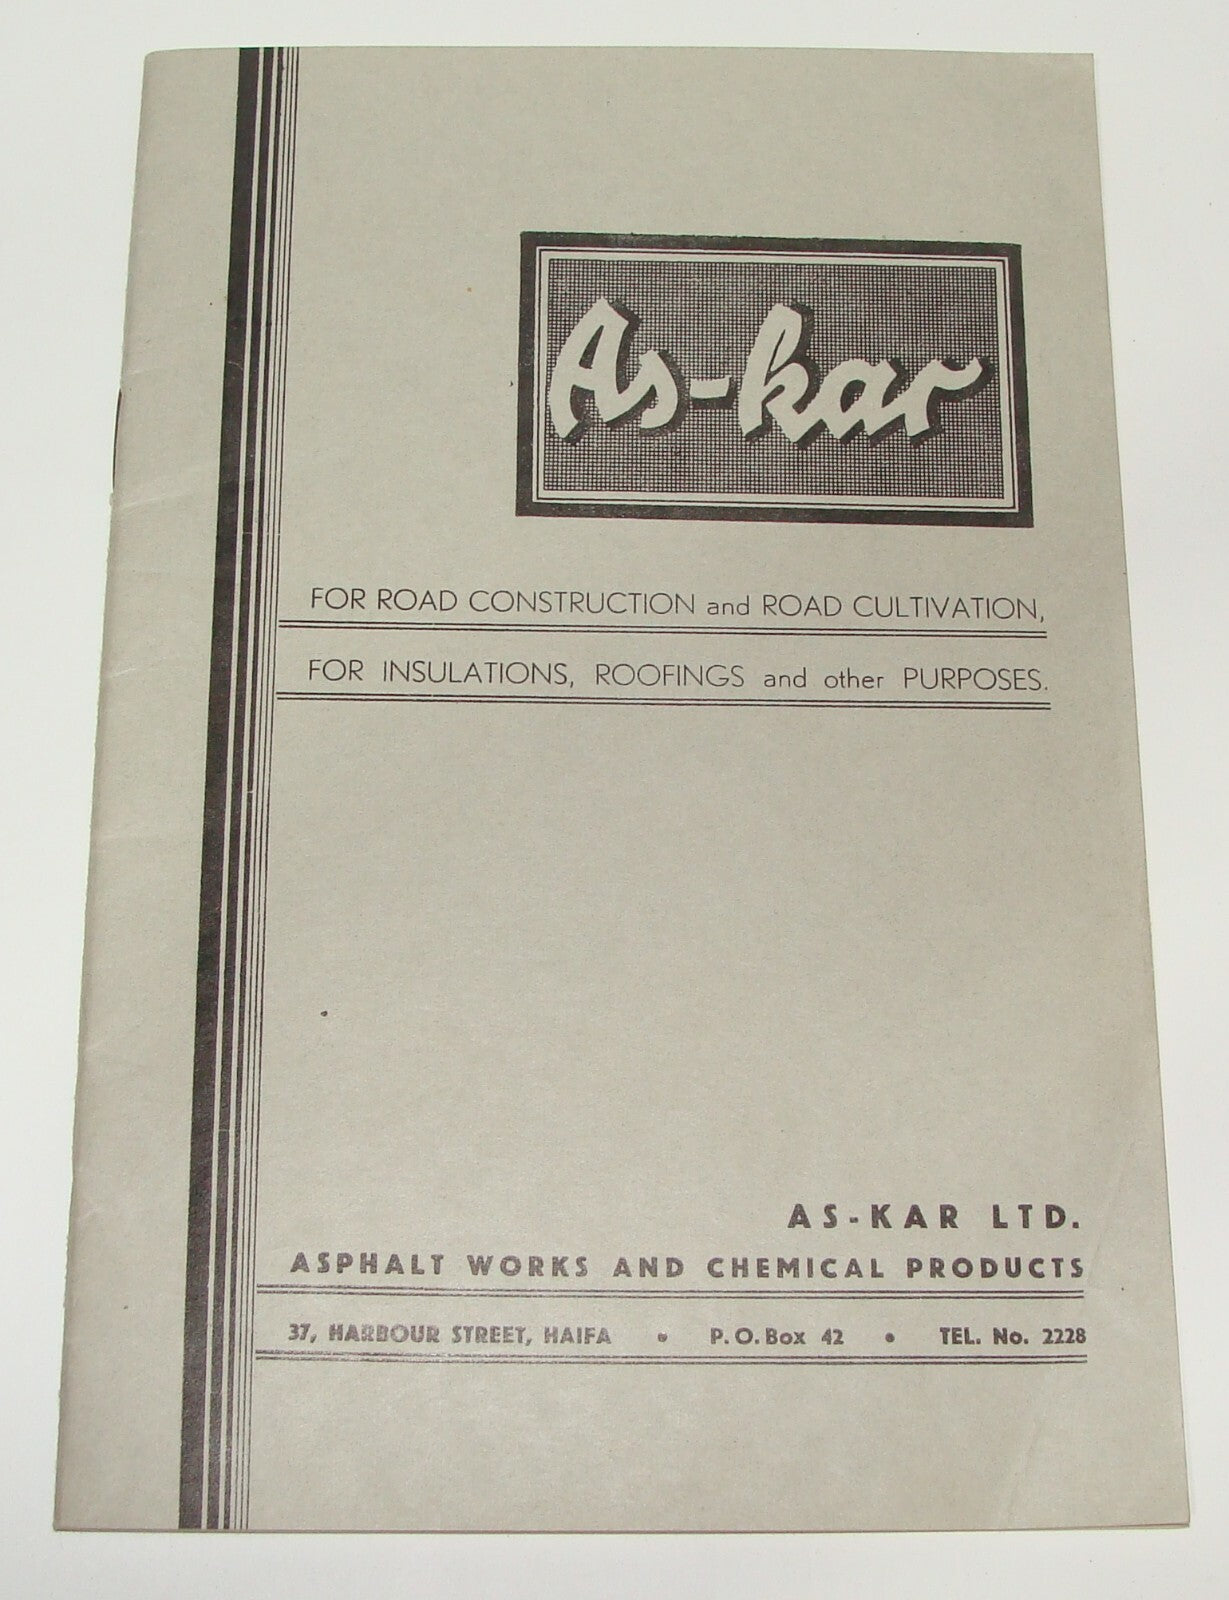 As-kar
FOR ROAD CONSTRUCTION and ROAD CULTIVATION,
FOR INSULATIONS, ROOFINGS and other PURPOSES.
AS-KAR LTD.
ASPHALT WORKS AND CHEMICAL PRODUCTS
37, HARBOUR STREET, HAIFA • P.O.Box 42 • TEL. No. 2228